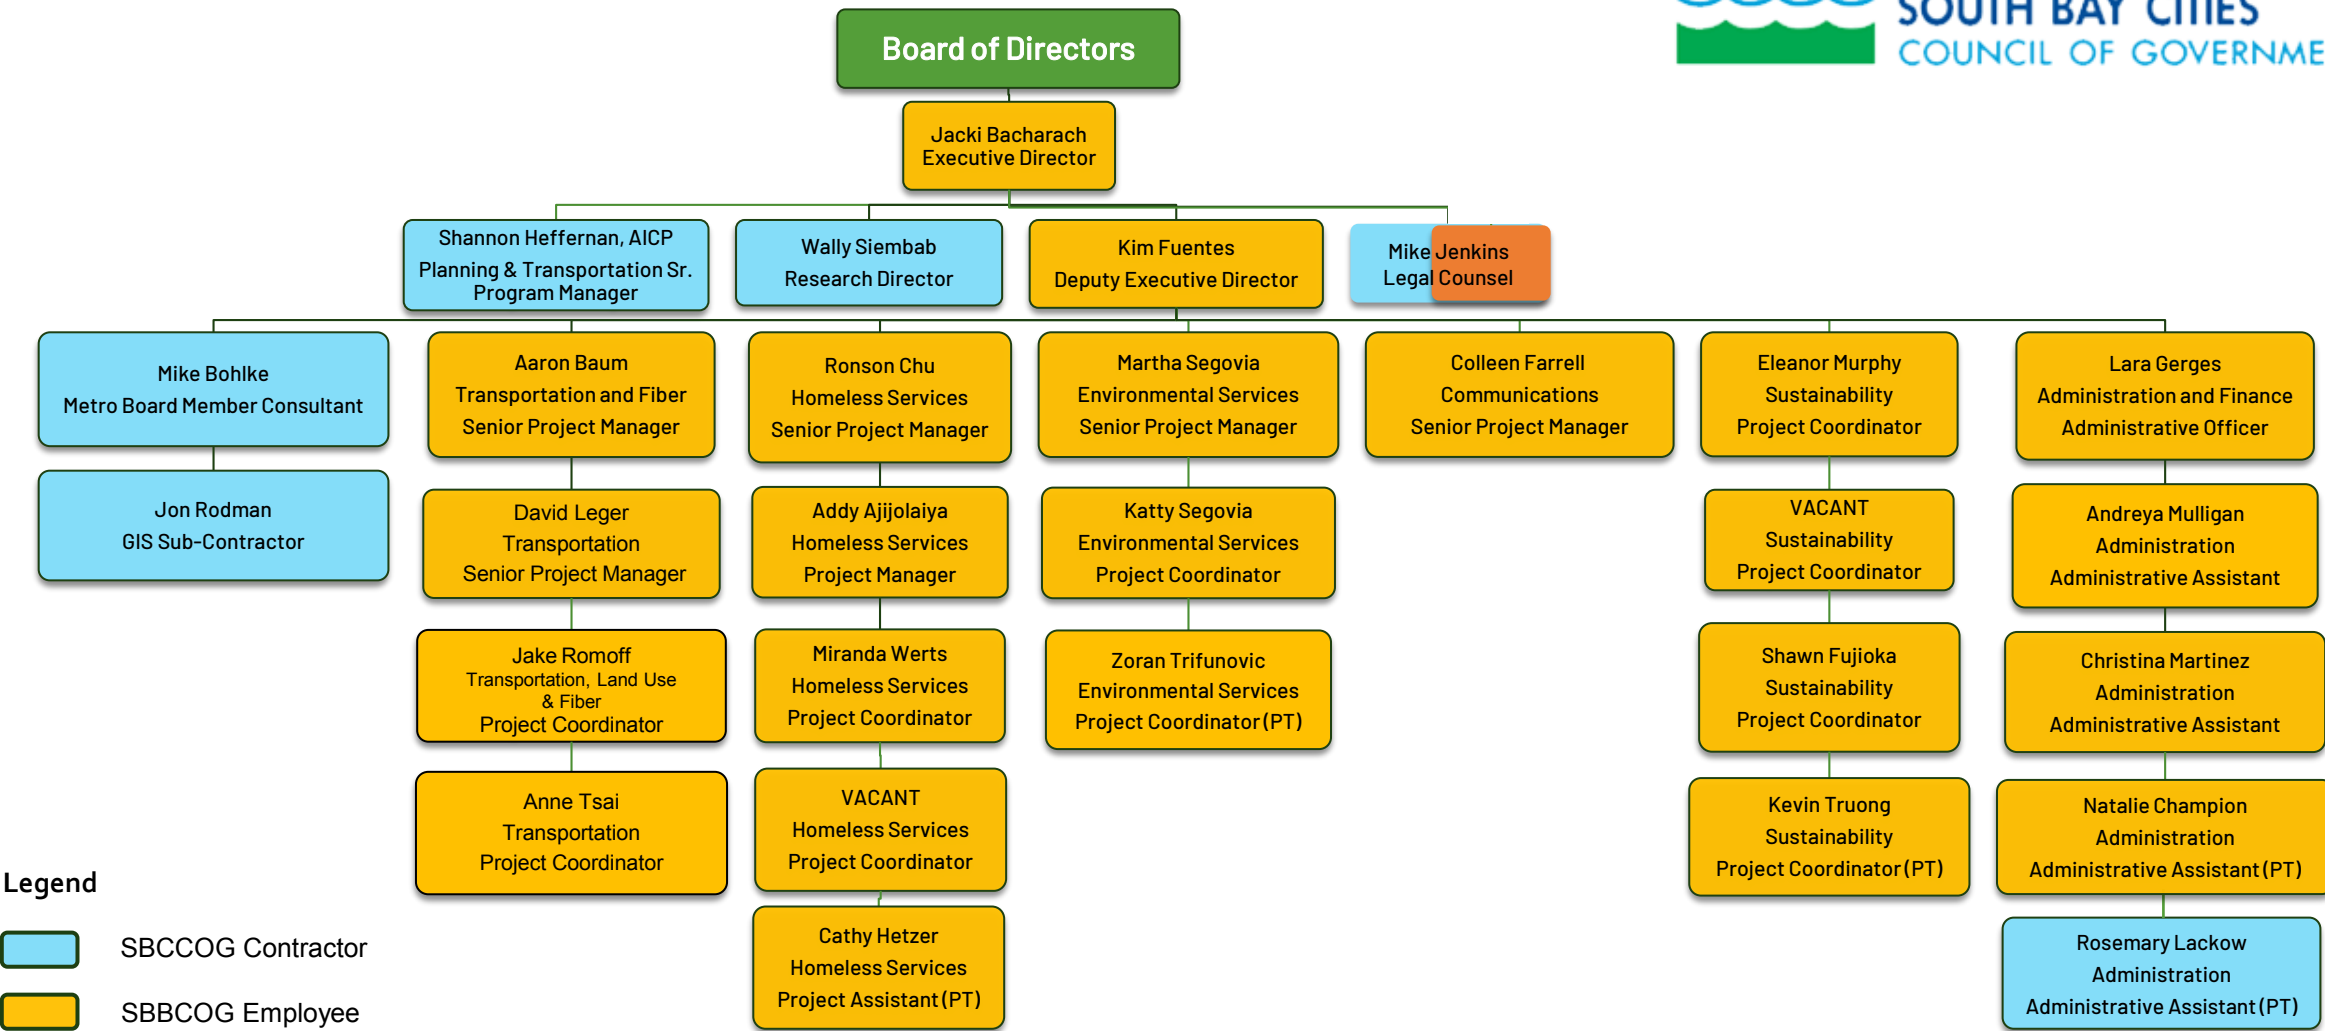 SOUTH BAY CITIES
COUNCIL OF GOVERNME
Board of Directors
Jacki Bacharach
Executive Director
Shannon Heffernan, AICP
Planning & Transportation Sr.
Program Manager
Wally Siembab
Research Director
Kim Fuentes
Deputy Executive Director
Mike Jenkins
Legal Counsel
Mike Bohlke
Metro Board Member Consultant
Jon Rodman
GIS Sub-Contractor
Aaron Baum
Transportation and Fiber
Senior Project Manager
David Leger
Transportation
Senior Project Manager
Jake Romoff
Transportation, Land Use
& Fiber
Project Coordinator
Anne Tsai
Transportation
Project Coordinator
Ronson Chu
Homeless Services
Senior Project Manager
Addy Ajijolaiya
Homeless Services
Project Manager
Miranda Werts
Homeless Services
Project Coordinator
VACANT
Homeless Services
Project Coordinator
Cathy Hetzer
Homeless Services
Project Assistant (PT)
Martha Segovia
Environmental Services
Senior Project Manager
Katty Segovia
Environmental Services
Project Coordinator
Zoran Trifunovic
Environmental Services
Project Coordinator (PT)
Colleen Farrell
Communications
Senior Project Manager
Eleanor Murphy
Sustainability
Project Coordinator
VACANT
Sustainability
Project Coordinator
Shawn Fujioka
Sustainability
Project Coordinator
Kevin Truong
Sustainability
Project Coordinator (PT)
Lara Gerges
Administration and Finance
Administrative Officer
Andreya Mulligan
Administration
Administrative Assistant
Christina Martinez
Administration
Administrative Assistant
Natalie Champion
Administration
Administrative Assistant (PT)
Rosemary Lackow
Administration
Administrative Assistant (PT)
Legend
SBCCOG Contractor
SBBCOG Employee